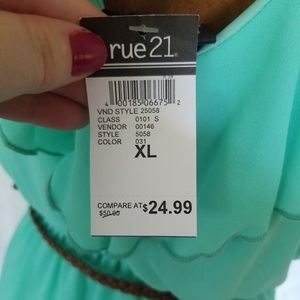 rue21
4 00185 06675 2
VND STYLE 25058
CLASS 0101 S
VENDOR 00146
STYLE 5058
COLOR 031
XL
COMPARE AT $24.99
$50.00